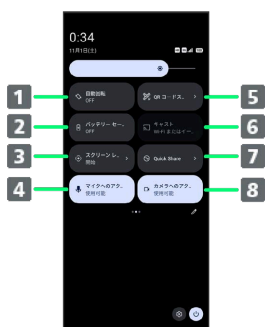 0:34
11月1日(土)
1
自動回転
OFF
5
QR コードス...
2
バッテリー セー...
OFF
6
キャスト
Wi-Fi またはイー...
3
スクリーン レ...
開始
7
Quick Share
4
マイクへのアク...
使用可能
8
カメラへのアク...
使用可能